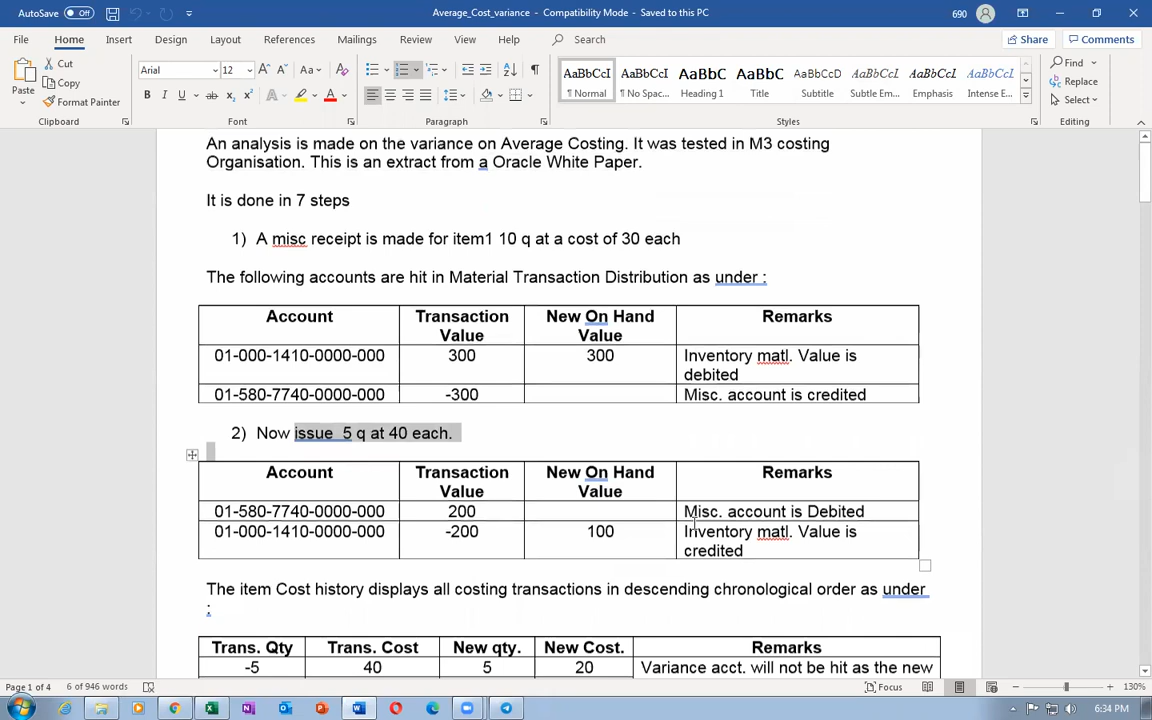 AutoSave Off
Average_Cost_variance - Compatibility Mode - Saved to this PC
690
File Home Insert Design Layout References Mailings Review View Help Search Share Comments
Paste
Cut
Copy
Format Painter
Arial 12
Aa
B I U ab x2 x2 A A
AaBbCcI AaBbCcI AaBbC AaBbC AaBbCcD AaBbCcI AaBbCcI
¶ Normal ¶ No Spac... Heading 1 Title Subtitle Subtle Em... Emphasis Intense E...
Find
Replace
Select
Clipboard Font Paragraph Styles Editing
An analysis is made on the variance on Average Costing. It was tested in M3 costing
Organisation. This is an extract from a Oracle White Paper.
It is done in 7 steps
1) A misc receipt is made for item1 10 q at a cost of 30 each
The following accounts are hit in Material Transaction Distribution as under :
Account Transaction Value New On Hand Value Remarks
01-000-1410-0000-000 300 300 Inventory matl. Value is debited
01-580-7740-0000-000 -300 Misc. account is credited
2) Now issue 5 q at 40 each.
Account Transaction Value New On Hand Value Remarks
01-580-7740-0000-000 200 Misc. account is Debited
01-000-1410-0000-000 -200 100 Inventory matl. Value is credited
The item Cost history displays all costing transactions in descending chronological order as under
:
Trans. Qty Trans. Cost New qty. New Cost. Remarks
-5 40 5 20 Variance acct. will not be hit as the new
Page 1 of 4 6 of 946 words Focus 130%
6:34 PM